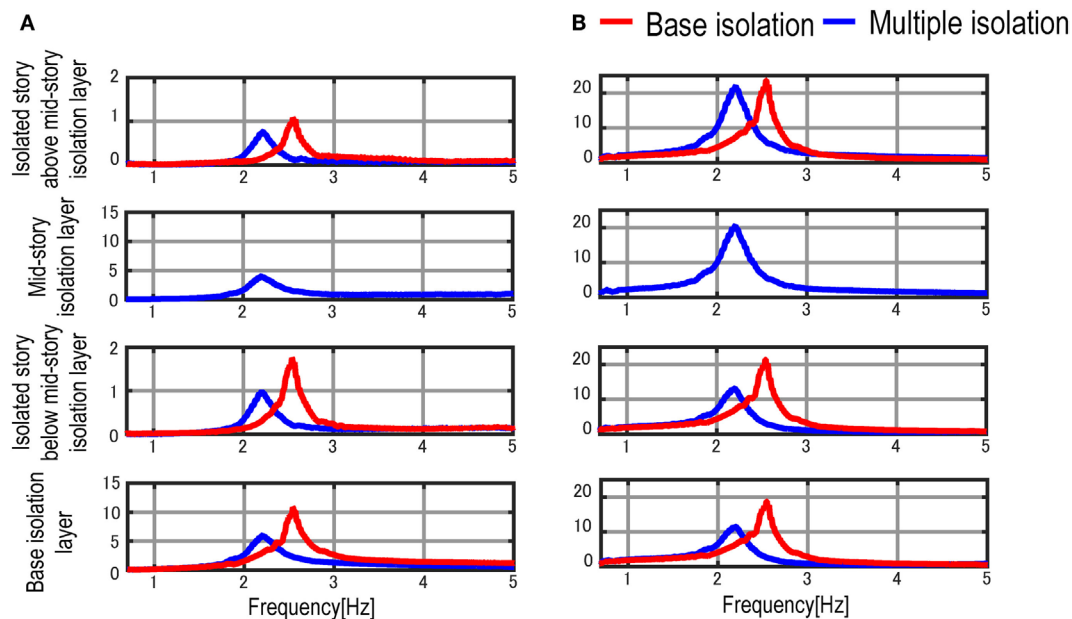 A
B
Base isolation
Multiple isolation
Isolated story
above mid-story
isolation layer
2
1
0
1 2 3 4 5
20
10
0
1 2 3 4 5
Mid-story
isolation layer
15
10
5
0
1 2 3 4 5
20
10
0
1 2 3 4 5
Isolated story
below mid-story
isolation layer
2
1
0
1 2 3 4 5
20
10
0
1 2 3 4 5
Base isolation
layer
15
10
5
0
1 2 3 4 5
20
10
0
1 2 3 4 5
Frequency[Hz]
Frequency[Hz]